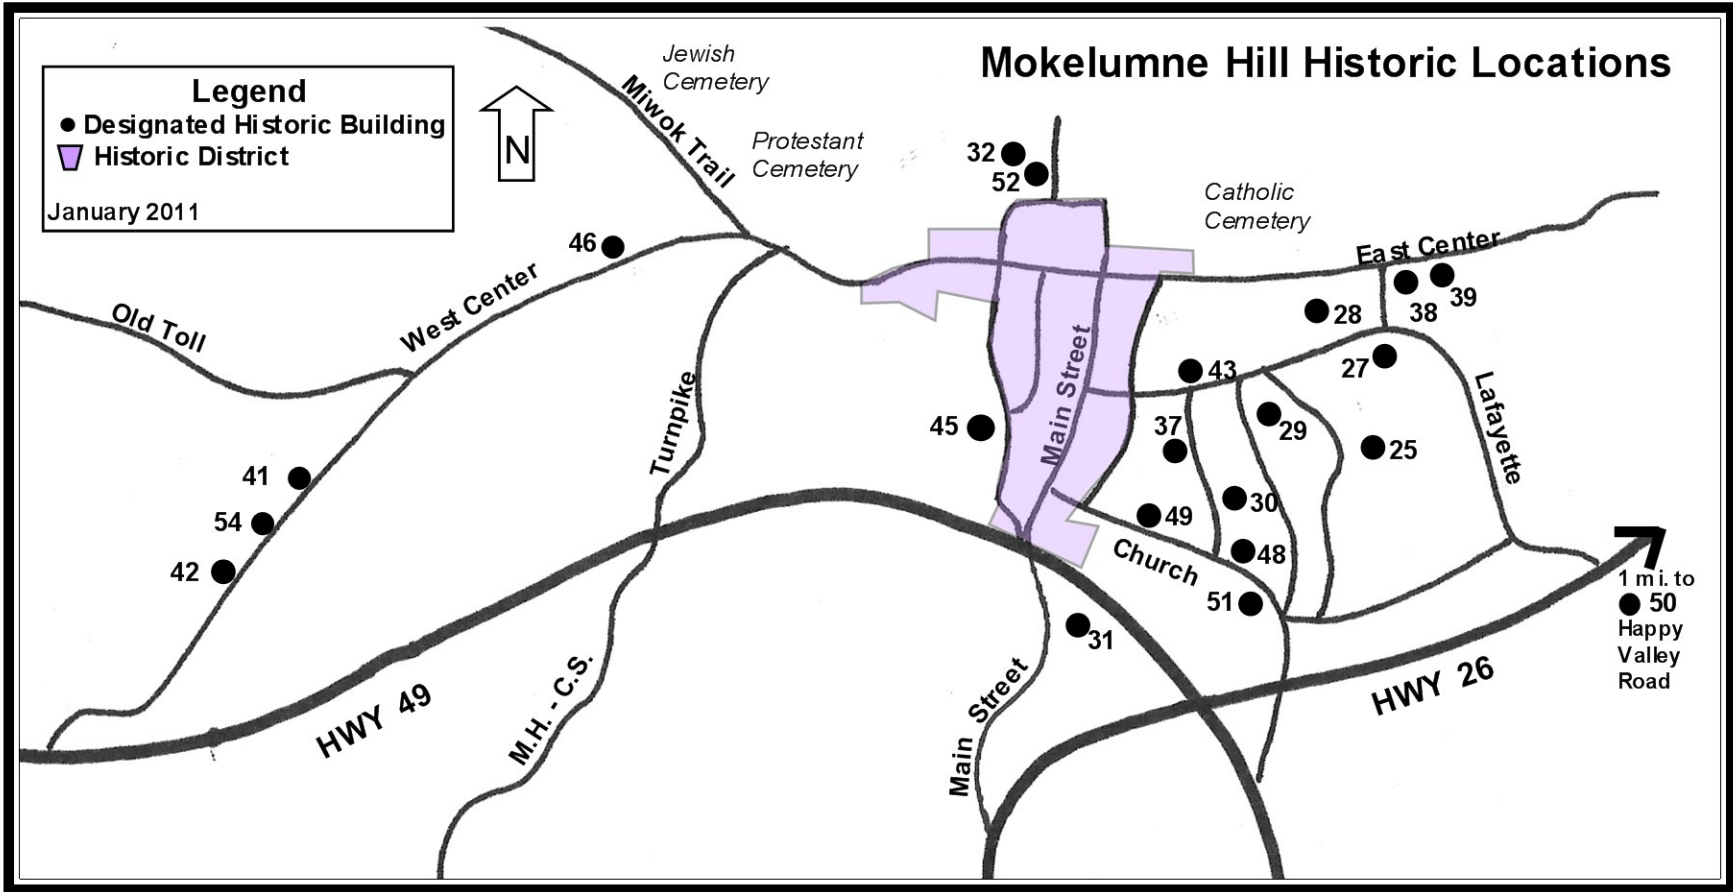 Mokelumne Hill Historic Locations
Legend
Designated Historic Building
Historic District
January 2011
N
Jewish
Cemetery
Miwok Trail
Protestant
Cemetery
32
52
Catholic
Cemetery
East Center
46
West Center
Old Toll
38
39
28
27
43
Lafayette
Turnpike
Main Street
45
37
29
25
41
54
42
49
30
48
Church
51
31
1 mi. to
50
Happy
Valley
Road
HWY 49
M.H. - C.S.
Main Street
HWY 26